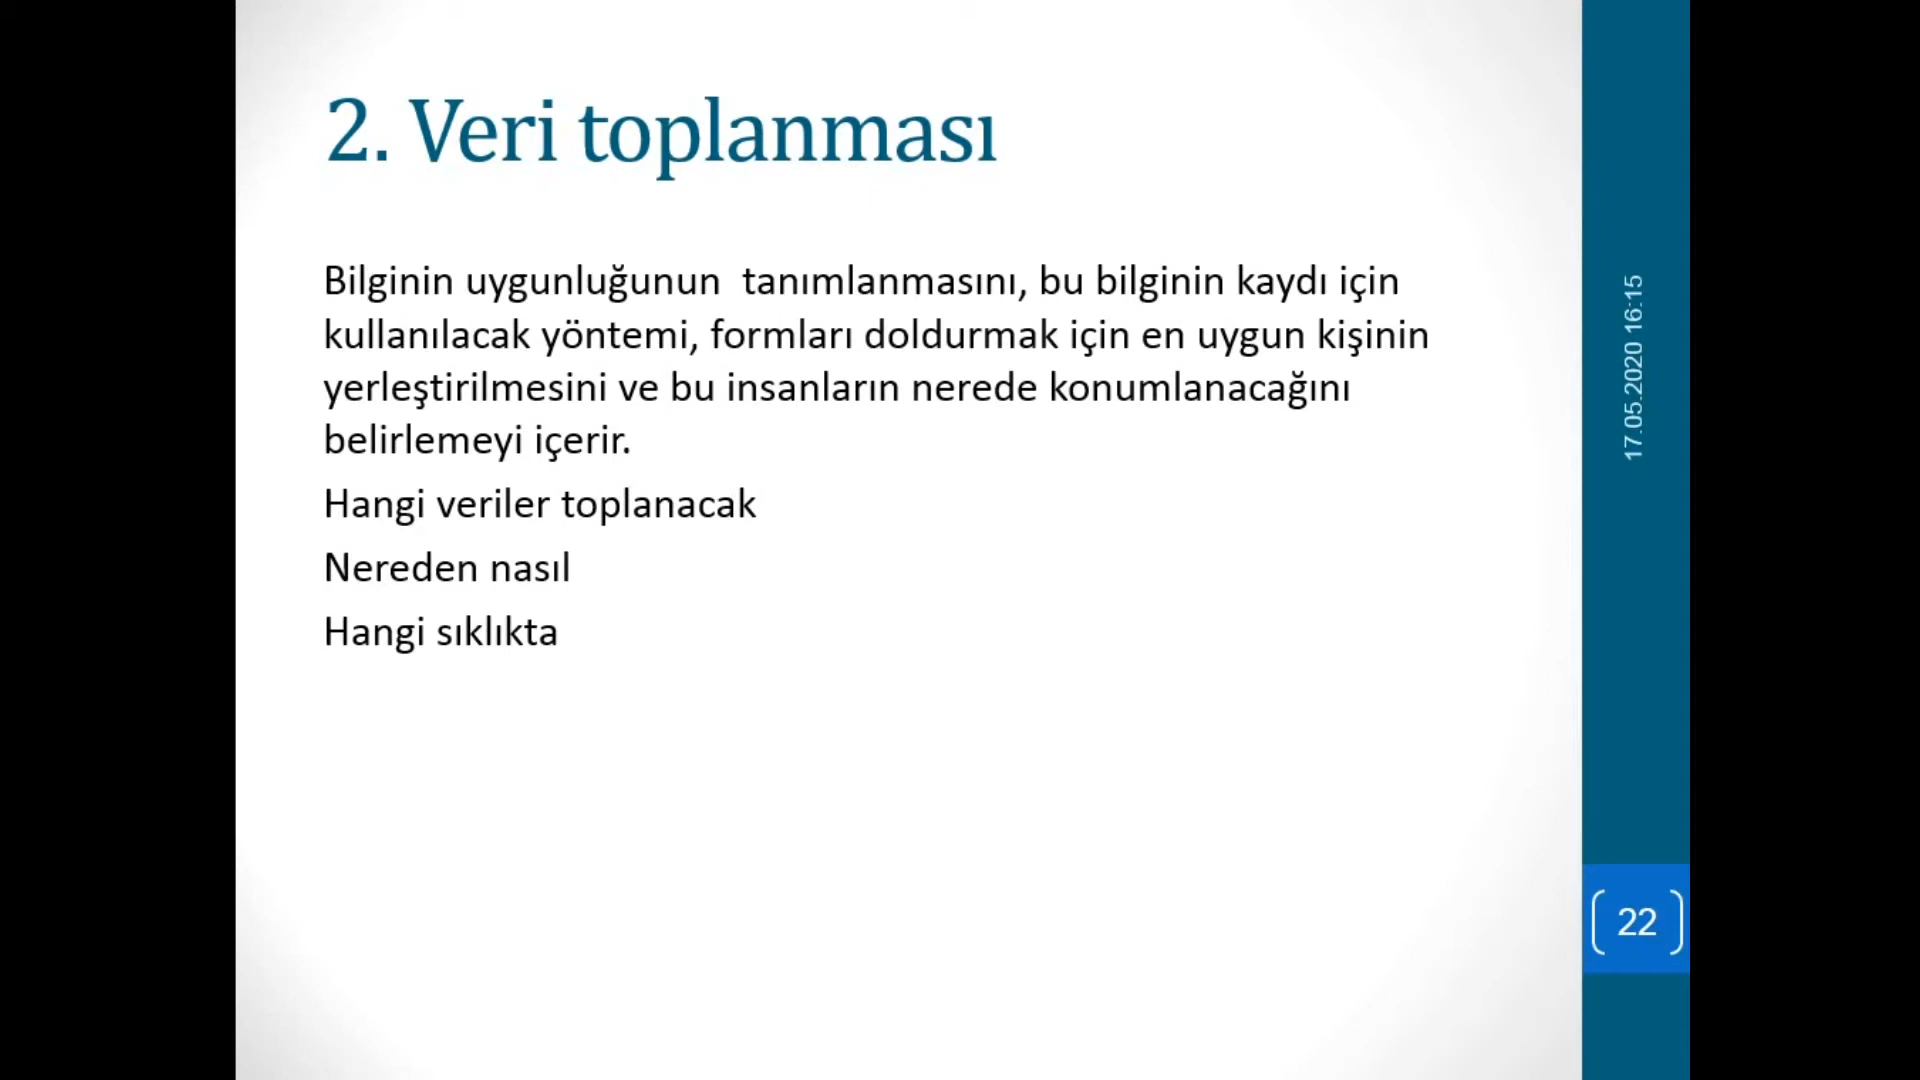 2. Veri toplanması
Bilginin uygunluğunun  tanımlanmasını, bu bilginin kaydı için
kullanılacak yöntemi, formları doldurmak için en uygun kişinin
yerleştirilmesini ve bu insanların nerede konumlanacağını
belirlemeyi içerir.
Hangi veriler toplanacak
Nereden nasıl
Hangi sıklıkta
17.05.2020 16:15
22